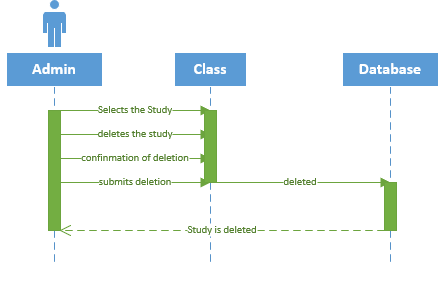 Admin
Class
Database
Selects the Study
deletes the study
confinmation of deletion
submits deletion
deleted
Study is deleted